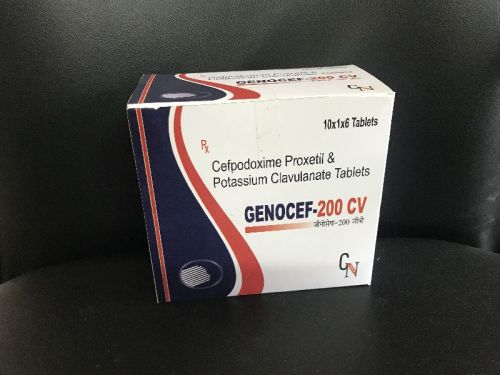 GENOCEF-200 CV
10x1x6 Tablets
Rx
Cefpodoxime Proxetil &
Potassium Clavulanate Tablets
GENOCEF-200 CV
जीनोसेफ-200 सीवी
GN